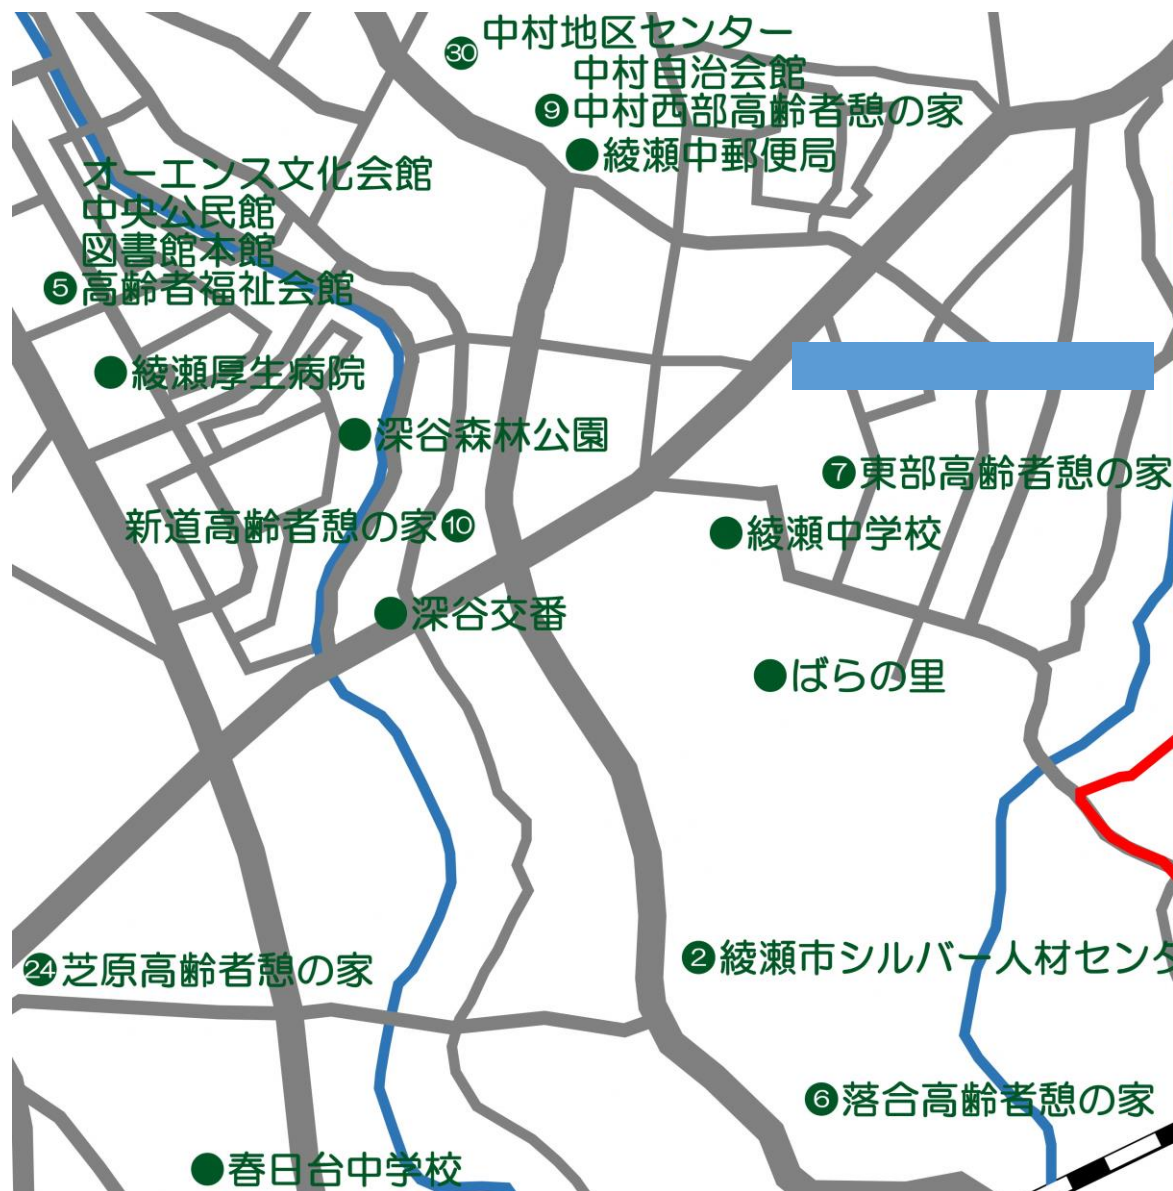 ㉚中村地区センター
中村自治会館
❾中村西部高齢者憩の家
●綾瀬中郵便局
オーエンス文化会館
中央公民館
図書館本館
❺高齢者福祉会館
●綾瀬厚生病院
●深谷森林公園
❼東部高齢者憩の家
新道高齢者憩の家❿
●綾瀬中学校
●深谷交番
●ばらの里
❷綾瀬市シルバー人材センタ
㉔芝原高齢者憩の家
❻落合高齢者憩の家
●春日台中学校